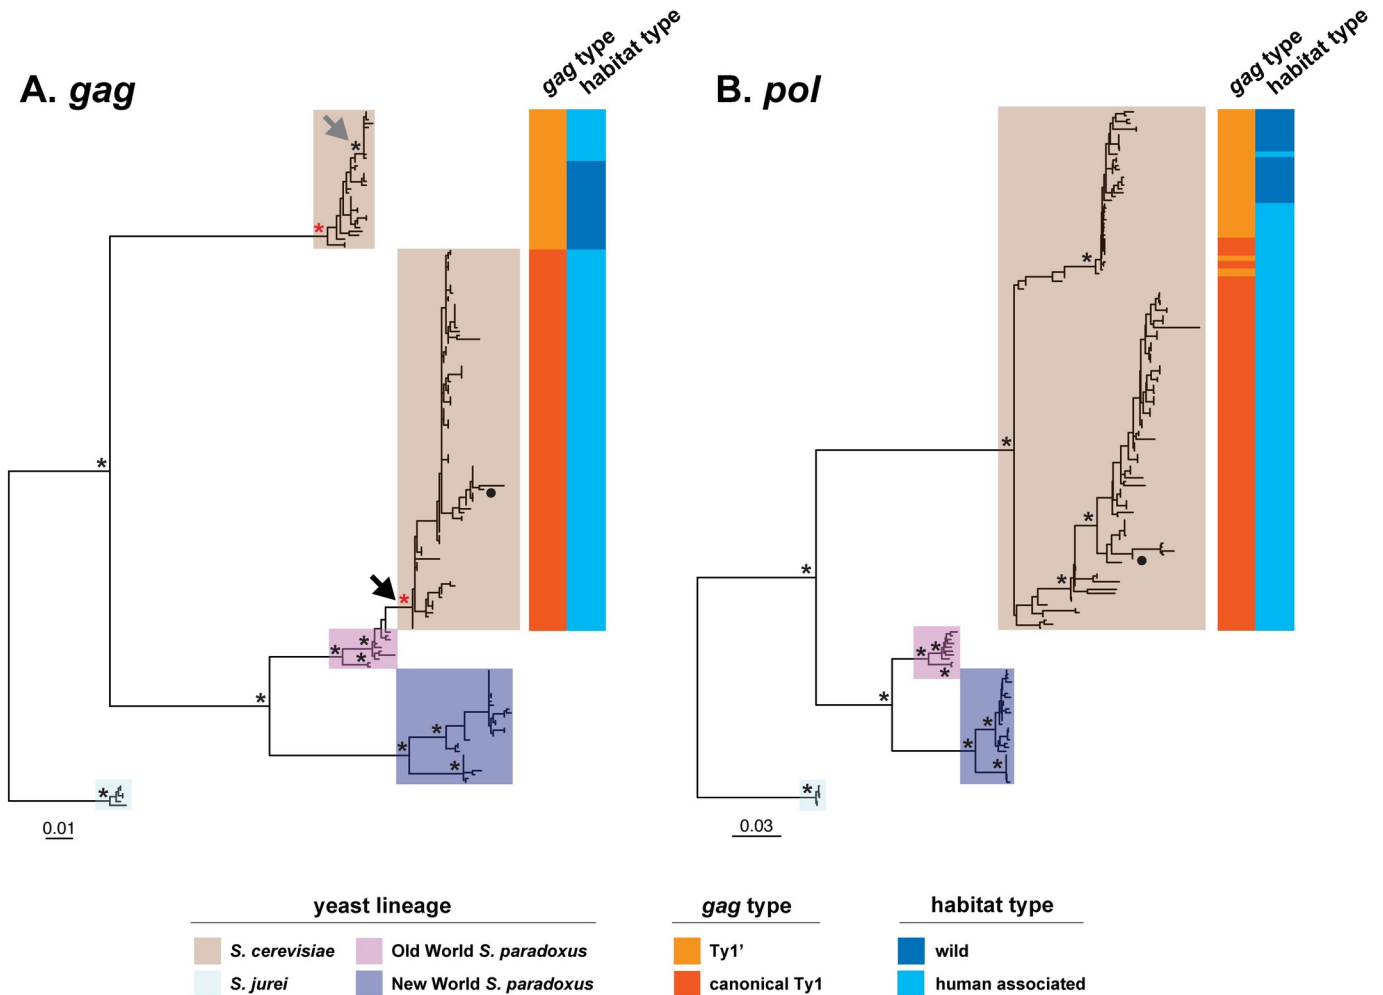 A. gag
gag type
habitat type
B. pol
gag type
habitat type
*
*
*
*
*
*
*
*
*
*
*
*
*
0.01
*
*
*
*
*
*
*
*
*
*
*
*
0.03
yeast lineage
S. cerevisiae
Old World S. paradoxus
S. jurei
New World S. paradoxus
gag type
Ty1’
canonical Ty1
habitat type
wild
human associated